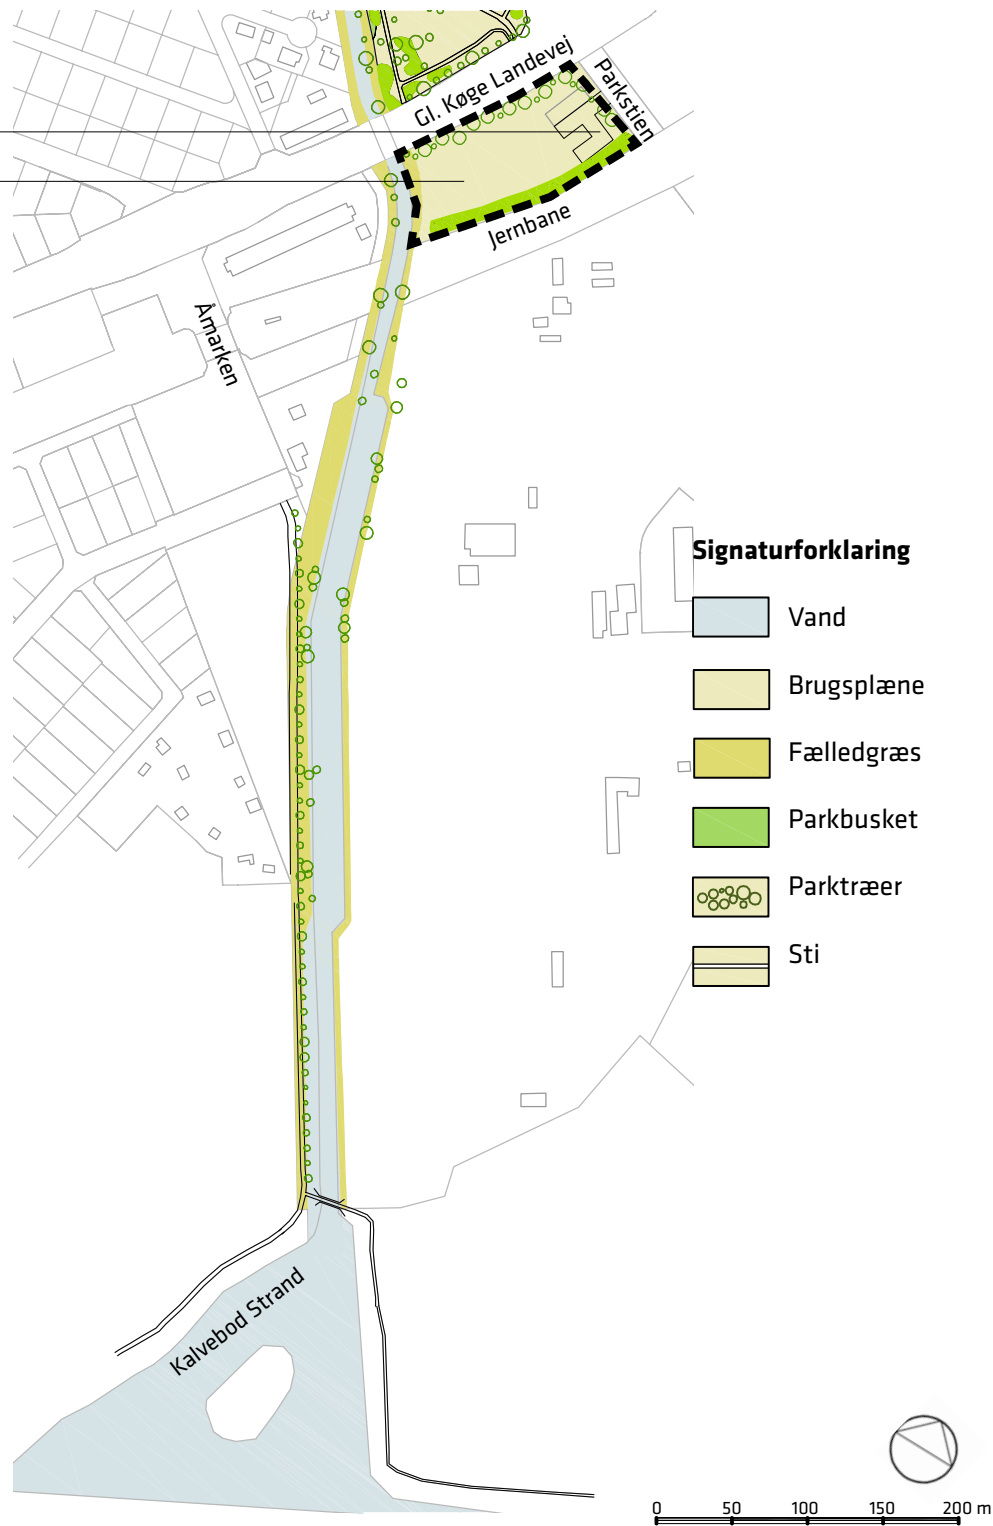 Gl. Køge Landevej
Parkstien
Jernbane
Åmarken
Signaturforklaring
Vand
Brugsplæne
Fælledgræs
Parkbusket
Parktræer
Sti
Kalvebod Strand
0 50 100 150 200 m